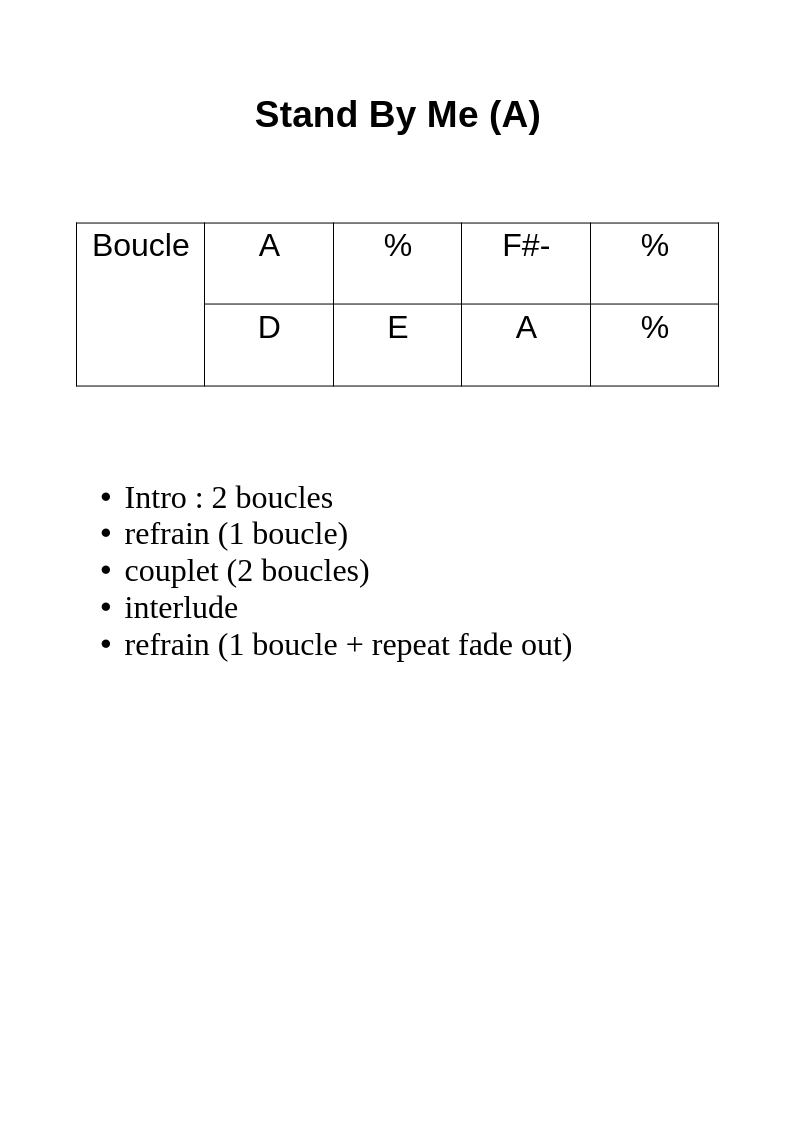 Stand By Me (A)
Boucle A % F#- %
D E A %
• Intro : 2 boucles
• refrain (1 boucle)
• couplet (2 boucles)
• interlude
• refrain (1 boucle + repeat fade out)